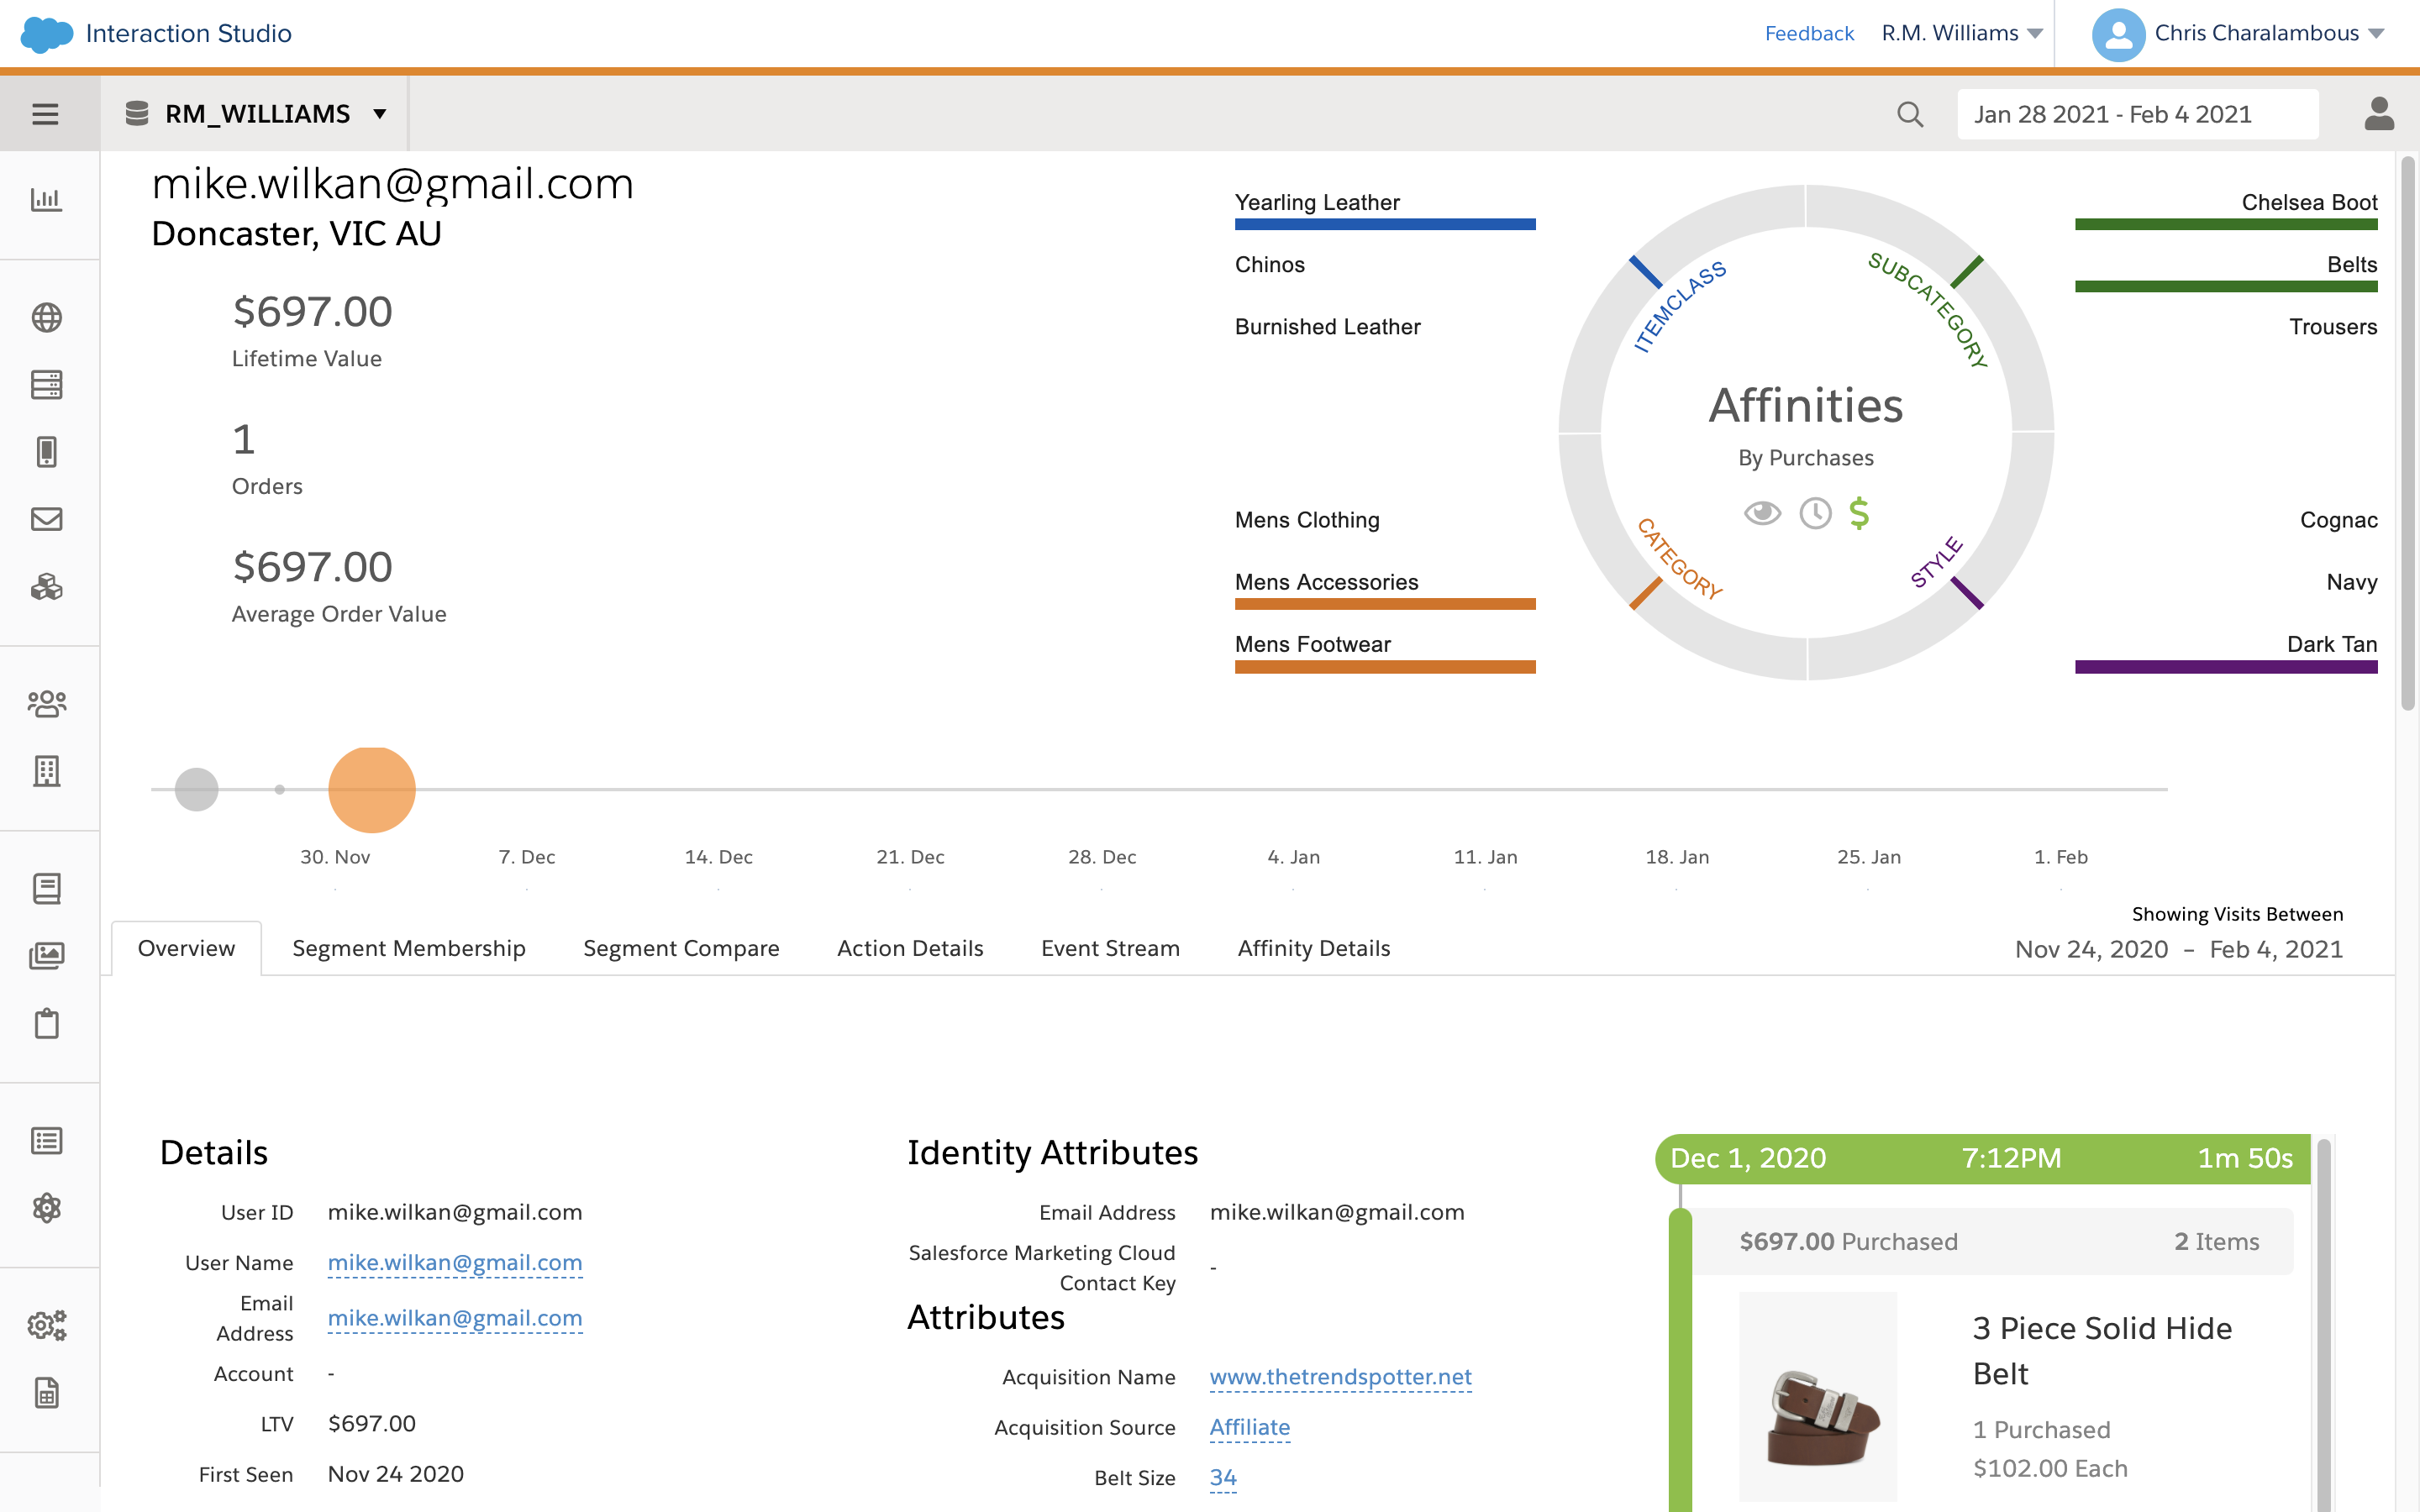 Interaction Studio
Feedback
R.M. Williams
Chris Charalambous
RM_WILLIAMS
Jan 28 2021 - Feb 4 2021
mike.wilkan@gmail.com
Doncaster, VIC AU
$697.00
Lifetime Value
1
Orders
$697.00
Average Order Value
Yearling Leather
Chinos
Burnished Leather
Mens Clothing
Mens Accessories
Mens Footwear
ITEMCLASS
SUBCATEGORY
Affinities
By Purchases
$
CATEGORY
STYLE
Chelsea Boot
Belts
Trousers
Cognac
Navy
Dark Tan
30. Nov
7. Dec
14. Dec
21. Dec
28. Dec
4. Jan
11. Jan
18. Jan
25. Jan
1. Feb
Showing Visits Between
Nov 24, 2020 – Feb 4, 2021
Overview
Segment Membership
Segment Compare
Action Details
Event Stream
Affinity Details
Details
User ID mike.wilkan@gmail.com
User Name mike.wilkan@gmail.com
Email
Address mike.wilkan@gmail.com
Account -
LTV $697.00
First Seen Nov 24 2020
Identity Attributes
Email Address mike.wilkan@gmail.com
Salesforce Marketing Cloud
Contact Key -
Attributes
Acquisition Name www.thetrendspotter.net
Acquisition Source Affiliate
Belt Size 34
Dec 1, 2020 7:12PM 1m 50s
$697.00 Purchased 2 Items
3 Piece Solid Hide
Belt
1 Purchased
$102.00 Each